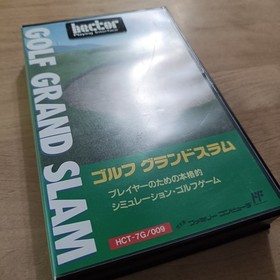 hector
Playing Interface
GOLF GRAND SLAM
ゴルフ グランドスラム
プレイヤーのための本格的
シミュレーション・ゴルフゲーム
HCT-7G/009
ファミリー コンピュータ